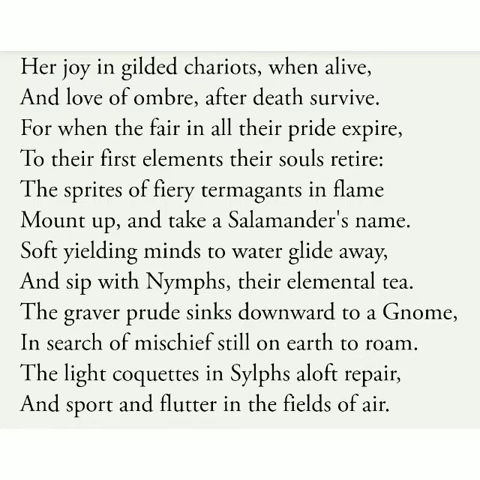 Her joy in gilded chariots, when alive,
And love of ombre, after death survive.
For when the fair in all their pride expire,
To their first elements their souls retire:
The sprites of fiery termagants in flame
Mount up, and take a Salamander's name.
Soft yielding minds to water glide away,
And sip with Nymphs, their elemental tea.
The graver prude sinks downward to a Gnome,
In search of mischief still on earth to roam.
The light coquettes in Sylphs aloft repair,
And sport and flutter in the fields of air.